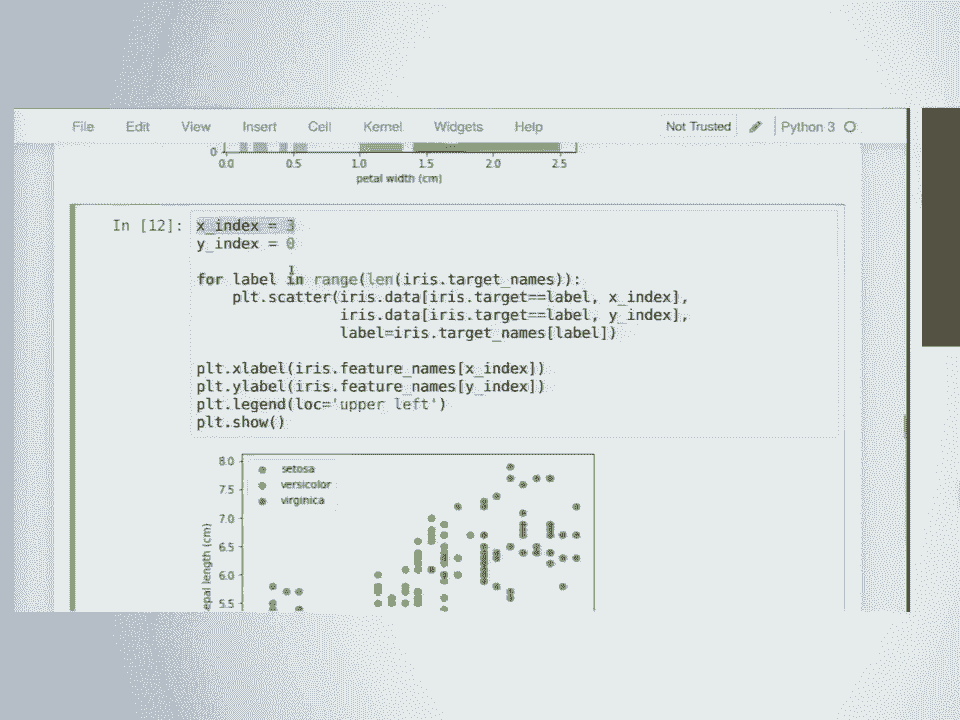 File Edit View Insert Cell Kernel Widgets Help Not Trusted Python 3
0
0.0 0.5 1.0 1.5 2.0 2.5
petal width (cm)
In [12]: x_index = 3
y_index = 0
for label in range(len(iris.target_names)):
plt.scatter(iris.data[iris.target==label, x_index],
iris.data[iris.target==label, y_index],
label=iris.target_names[label])
plt.xlabel(iris.feature_names[x_index])
plt.ylabel(iris.feature_names[y_index])
plt.legend(loc='upper left')
plt.show()
8.0
setosa
7.5
versicolor
virginica
7.0
6.5
6.0
5.5
epal length (cm)